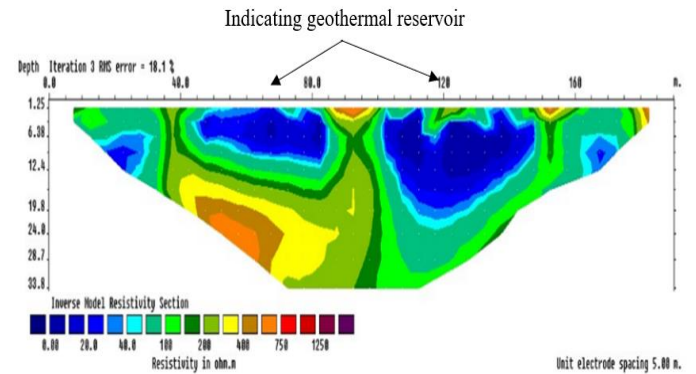 Indicating geothermal reservoir
Depth Iteration 3 RMS error = 18.1 %
0.0 40.0 80.0 120 160 m.
1.25
6.38
12.4
19.8
24.0
28.7
33.8
Inverse Model Resistivity Section
8.00 20.0 40.0 100 200 400 750 1250
Resistivity in ohm.m
Unit electrode spacing 5.00 m.